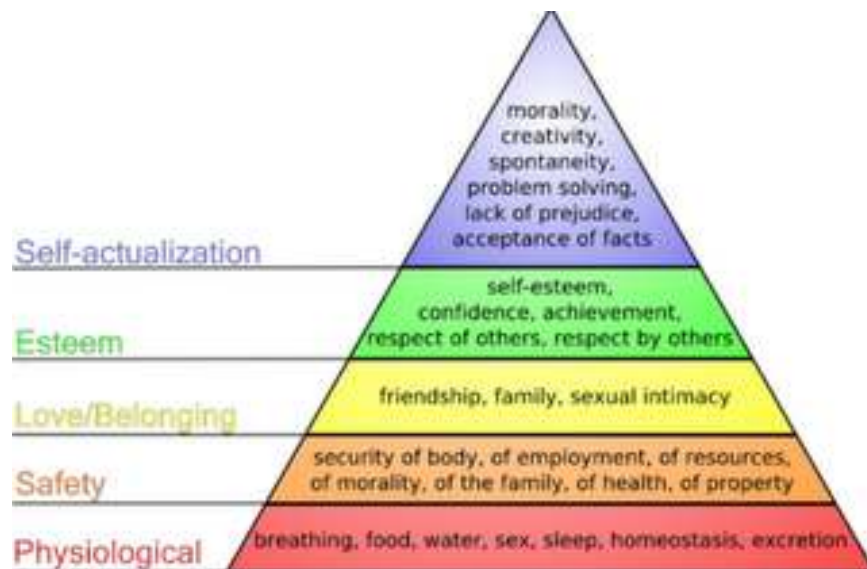 morality,
creativity,
spontaneity,
problem solving,
lack of prejudice,
acceptance of facts
Self-actualization
self-esteem,
confidence, achievement,
respect of others, respect by others
Esteem
friendship, family, sexual intimacy
Love/Belonging
security of body, of employment, of resources,
of morality, of the family, of health, of property
Safety
breathing, food, water, sex, sleep, homeostasis, excretion
Physiological